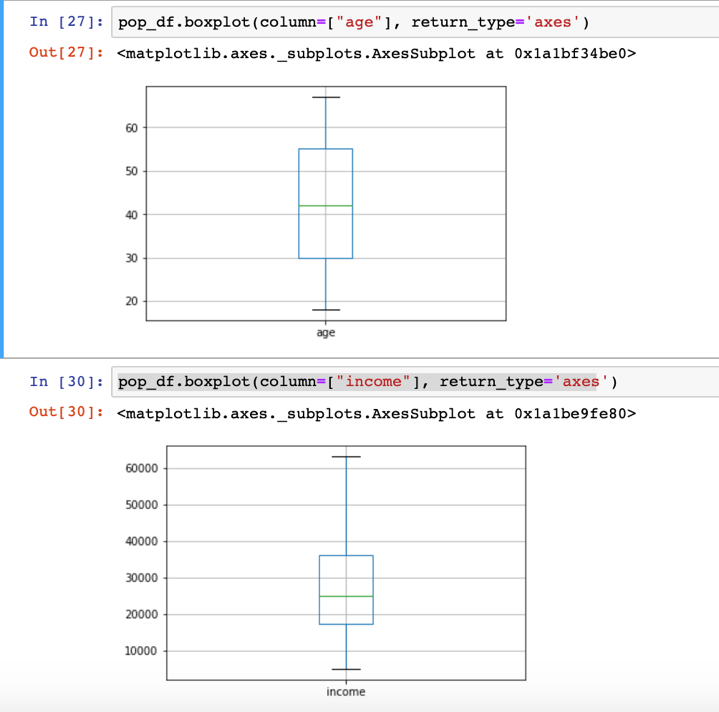 In [27]: pop_df.boxplot(column=["age"], return_type='axes')
Out[27]: <matplotlib.axes._subplots.AxesSubplot at 0x1a1bf34be0>
60
50
40
30
20
age
In [30]: pop_df.boxplot(column=["income"], return_type='axes')
Out[30]: <matplotlib.axes._subplots.AxesSubplot at 0x1a1be9fe80>
60000
50000
40000
30000
20000
10000
income